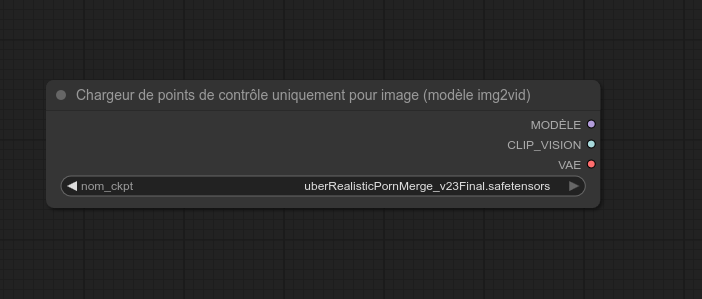 Chargeur de points de contrôle uniquement pour image (modèle img2vid)
MODÈLE
CLIP_VISION
VAE
nom_ckpt uberRealisticPornMerge_v23Final.safetensors